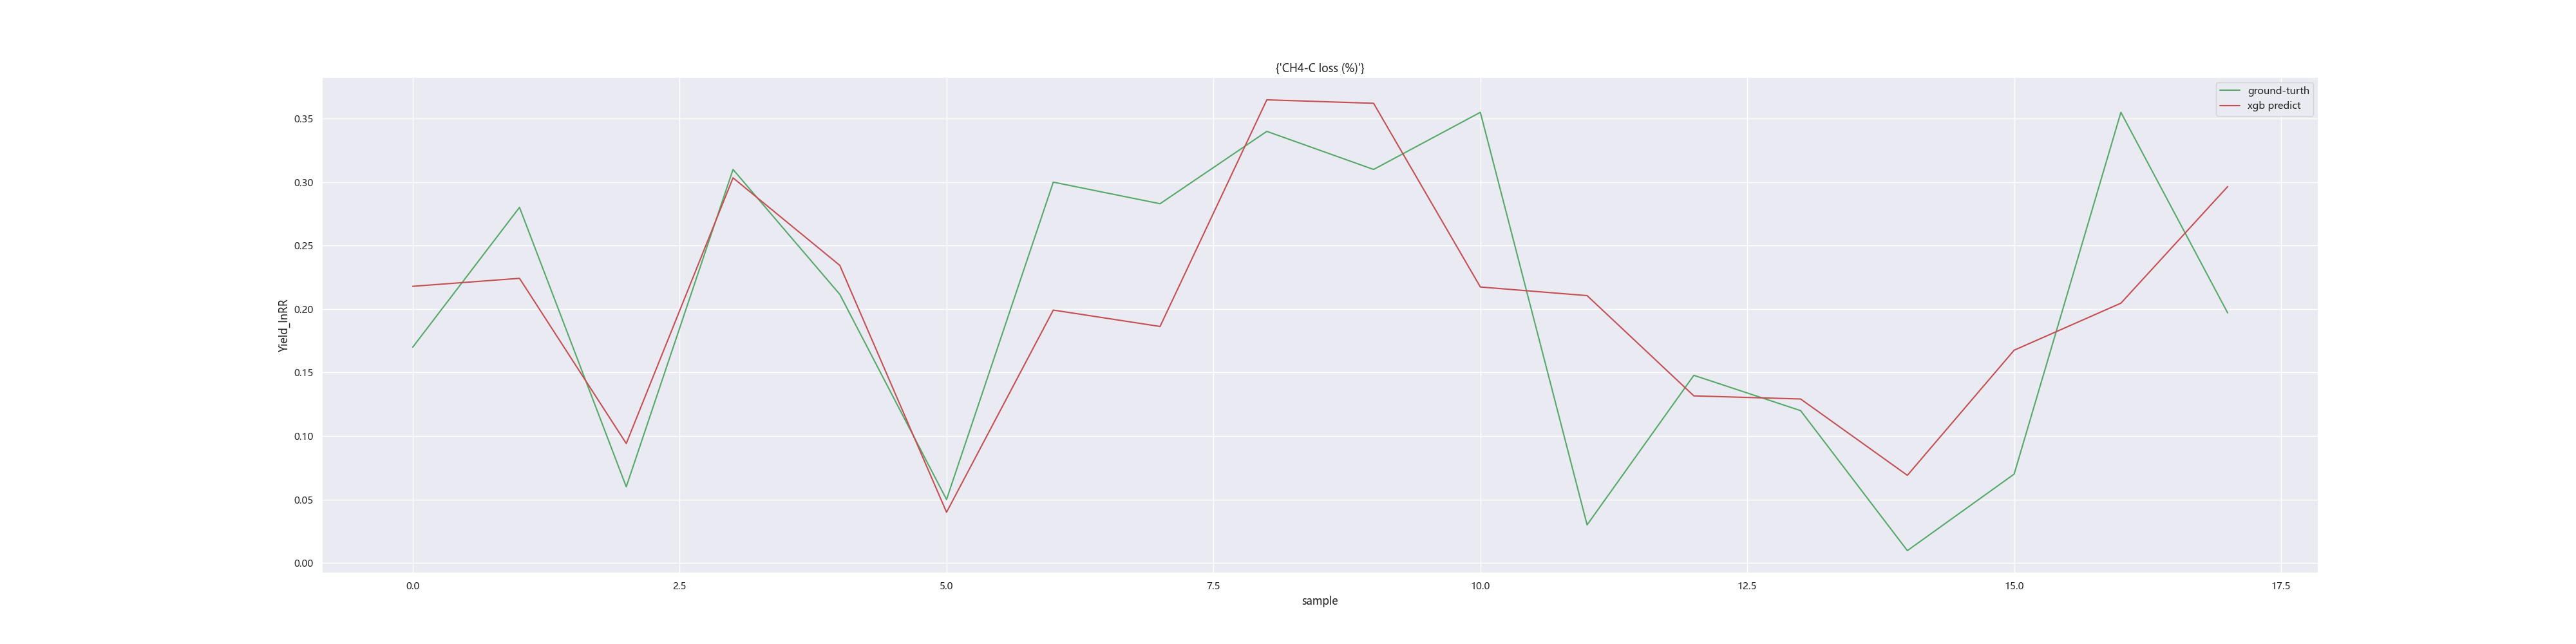 {'CH4-C loss (%)'}
ground-turth
xgb predict
Yield_lnRR
0.35
0.30
0.25
0.20
0.15
0.10
0.05
0.00
0.0 2.5 5.0 7.5 10.0 12.5 15.0 17.5
sample